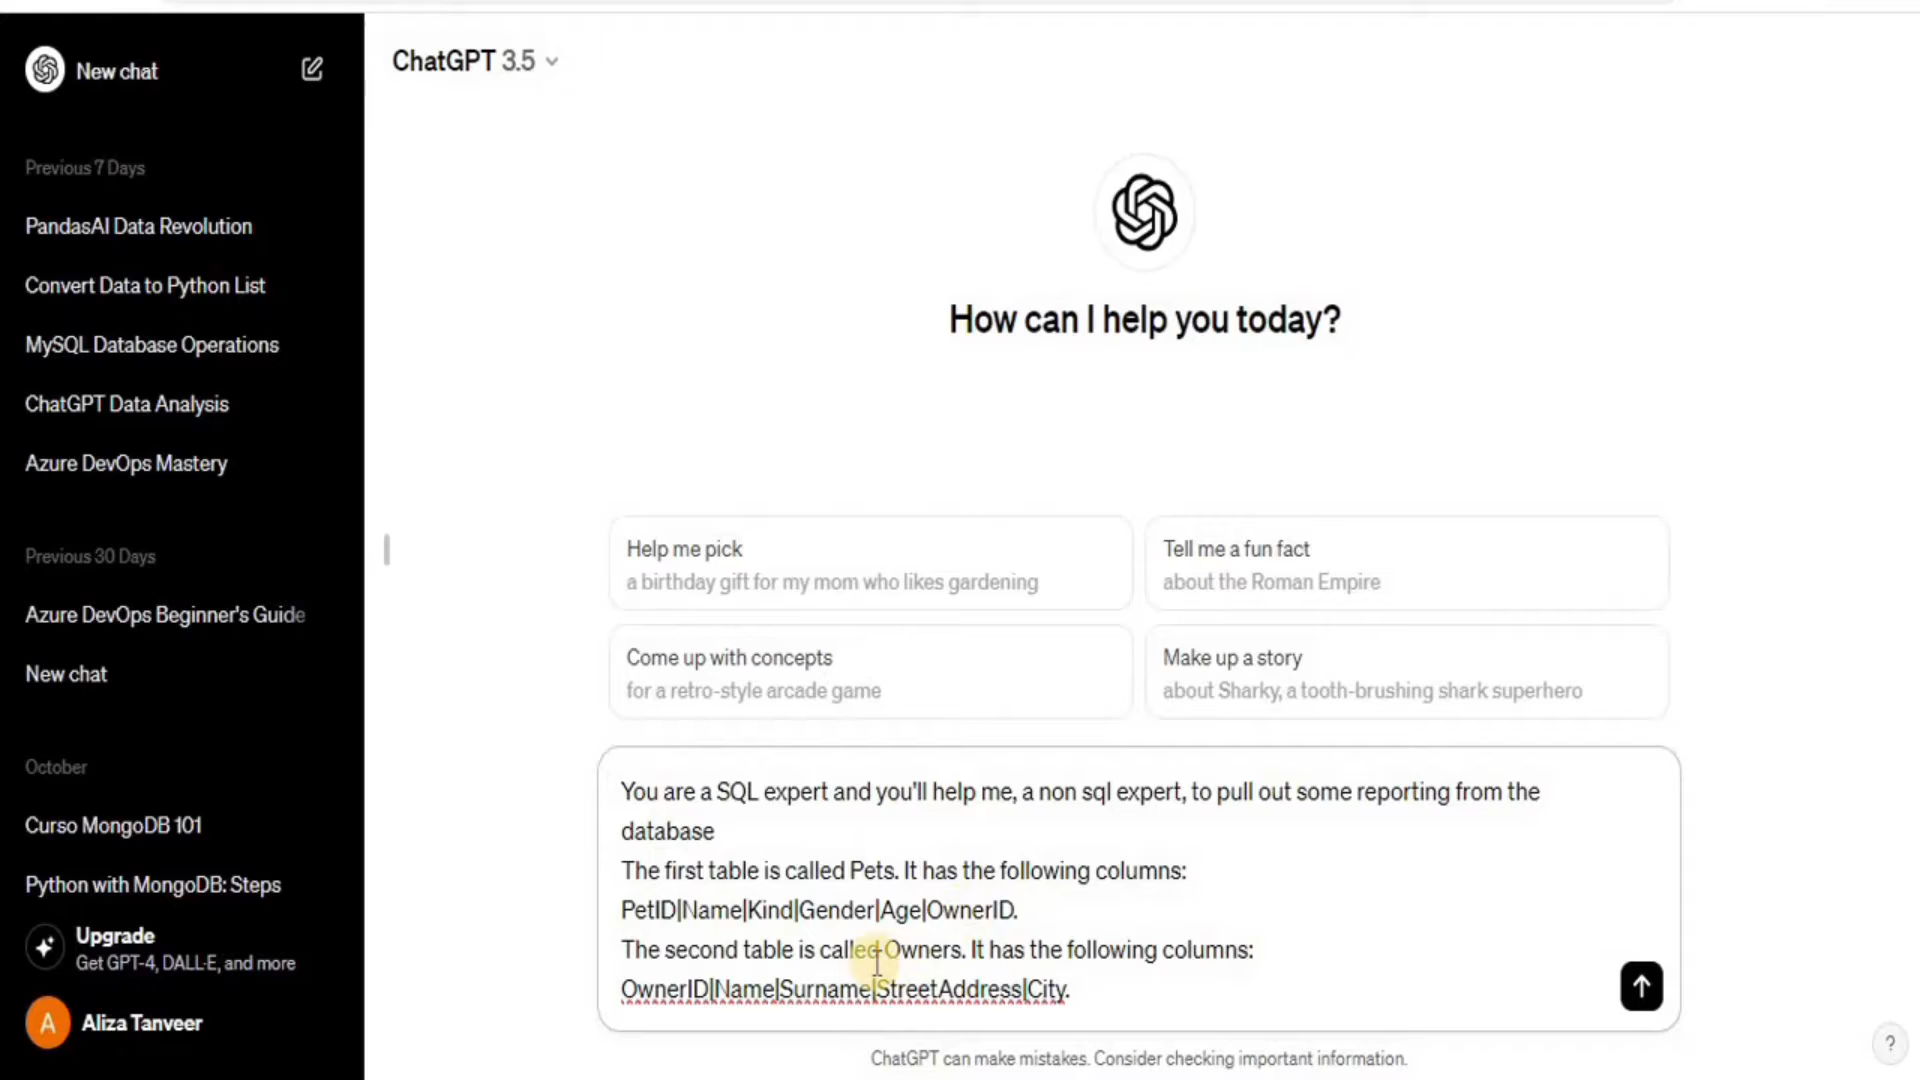 New chat
Previous 7 Days
PandasAI Data Revolution
Convert Data to Python List
MySQL Database Operations
ChatGPT Data Analysis
Azure DevOps Mastery
Previous 30 Days
Azure DevOps Beginner's Guide
New chat
October
Curso MongoDB 101
Python with MongoDB: Steps
Upgrade
Get GPT-4, DALL·E, and more
A
Aliza Tanveer
ChatGPT 3.5
How can I help you today?
Help me pick
a birthday gift for my mom who likes gardening
Tell me a fun fact
about the Roman Empire
Come up with concepts
for a retro-style arcade game
Make up a story
about Sharky, a tooth-brushing shark superhero
You are a SQL expert and you'll help me, a non sql expert, to pull out some reporting from the
database
The first table is called Pets. It has the following columns:
PetID|Name|Kind|Gender|Age|OwnerID.
The second table is called Owners. It has the following columns:
OwnerID|Name|Surname|StreetAddress|City.
ChatGPT can make mistakes. Consider checking important information.
?